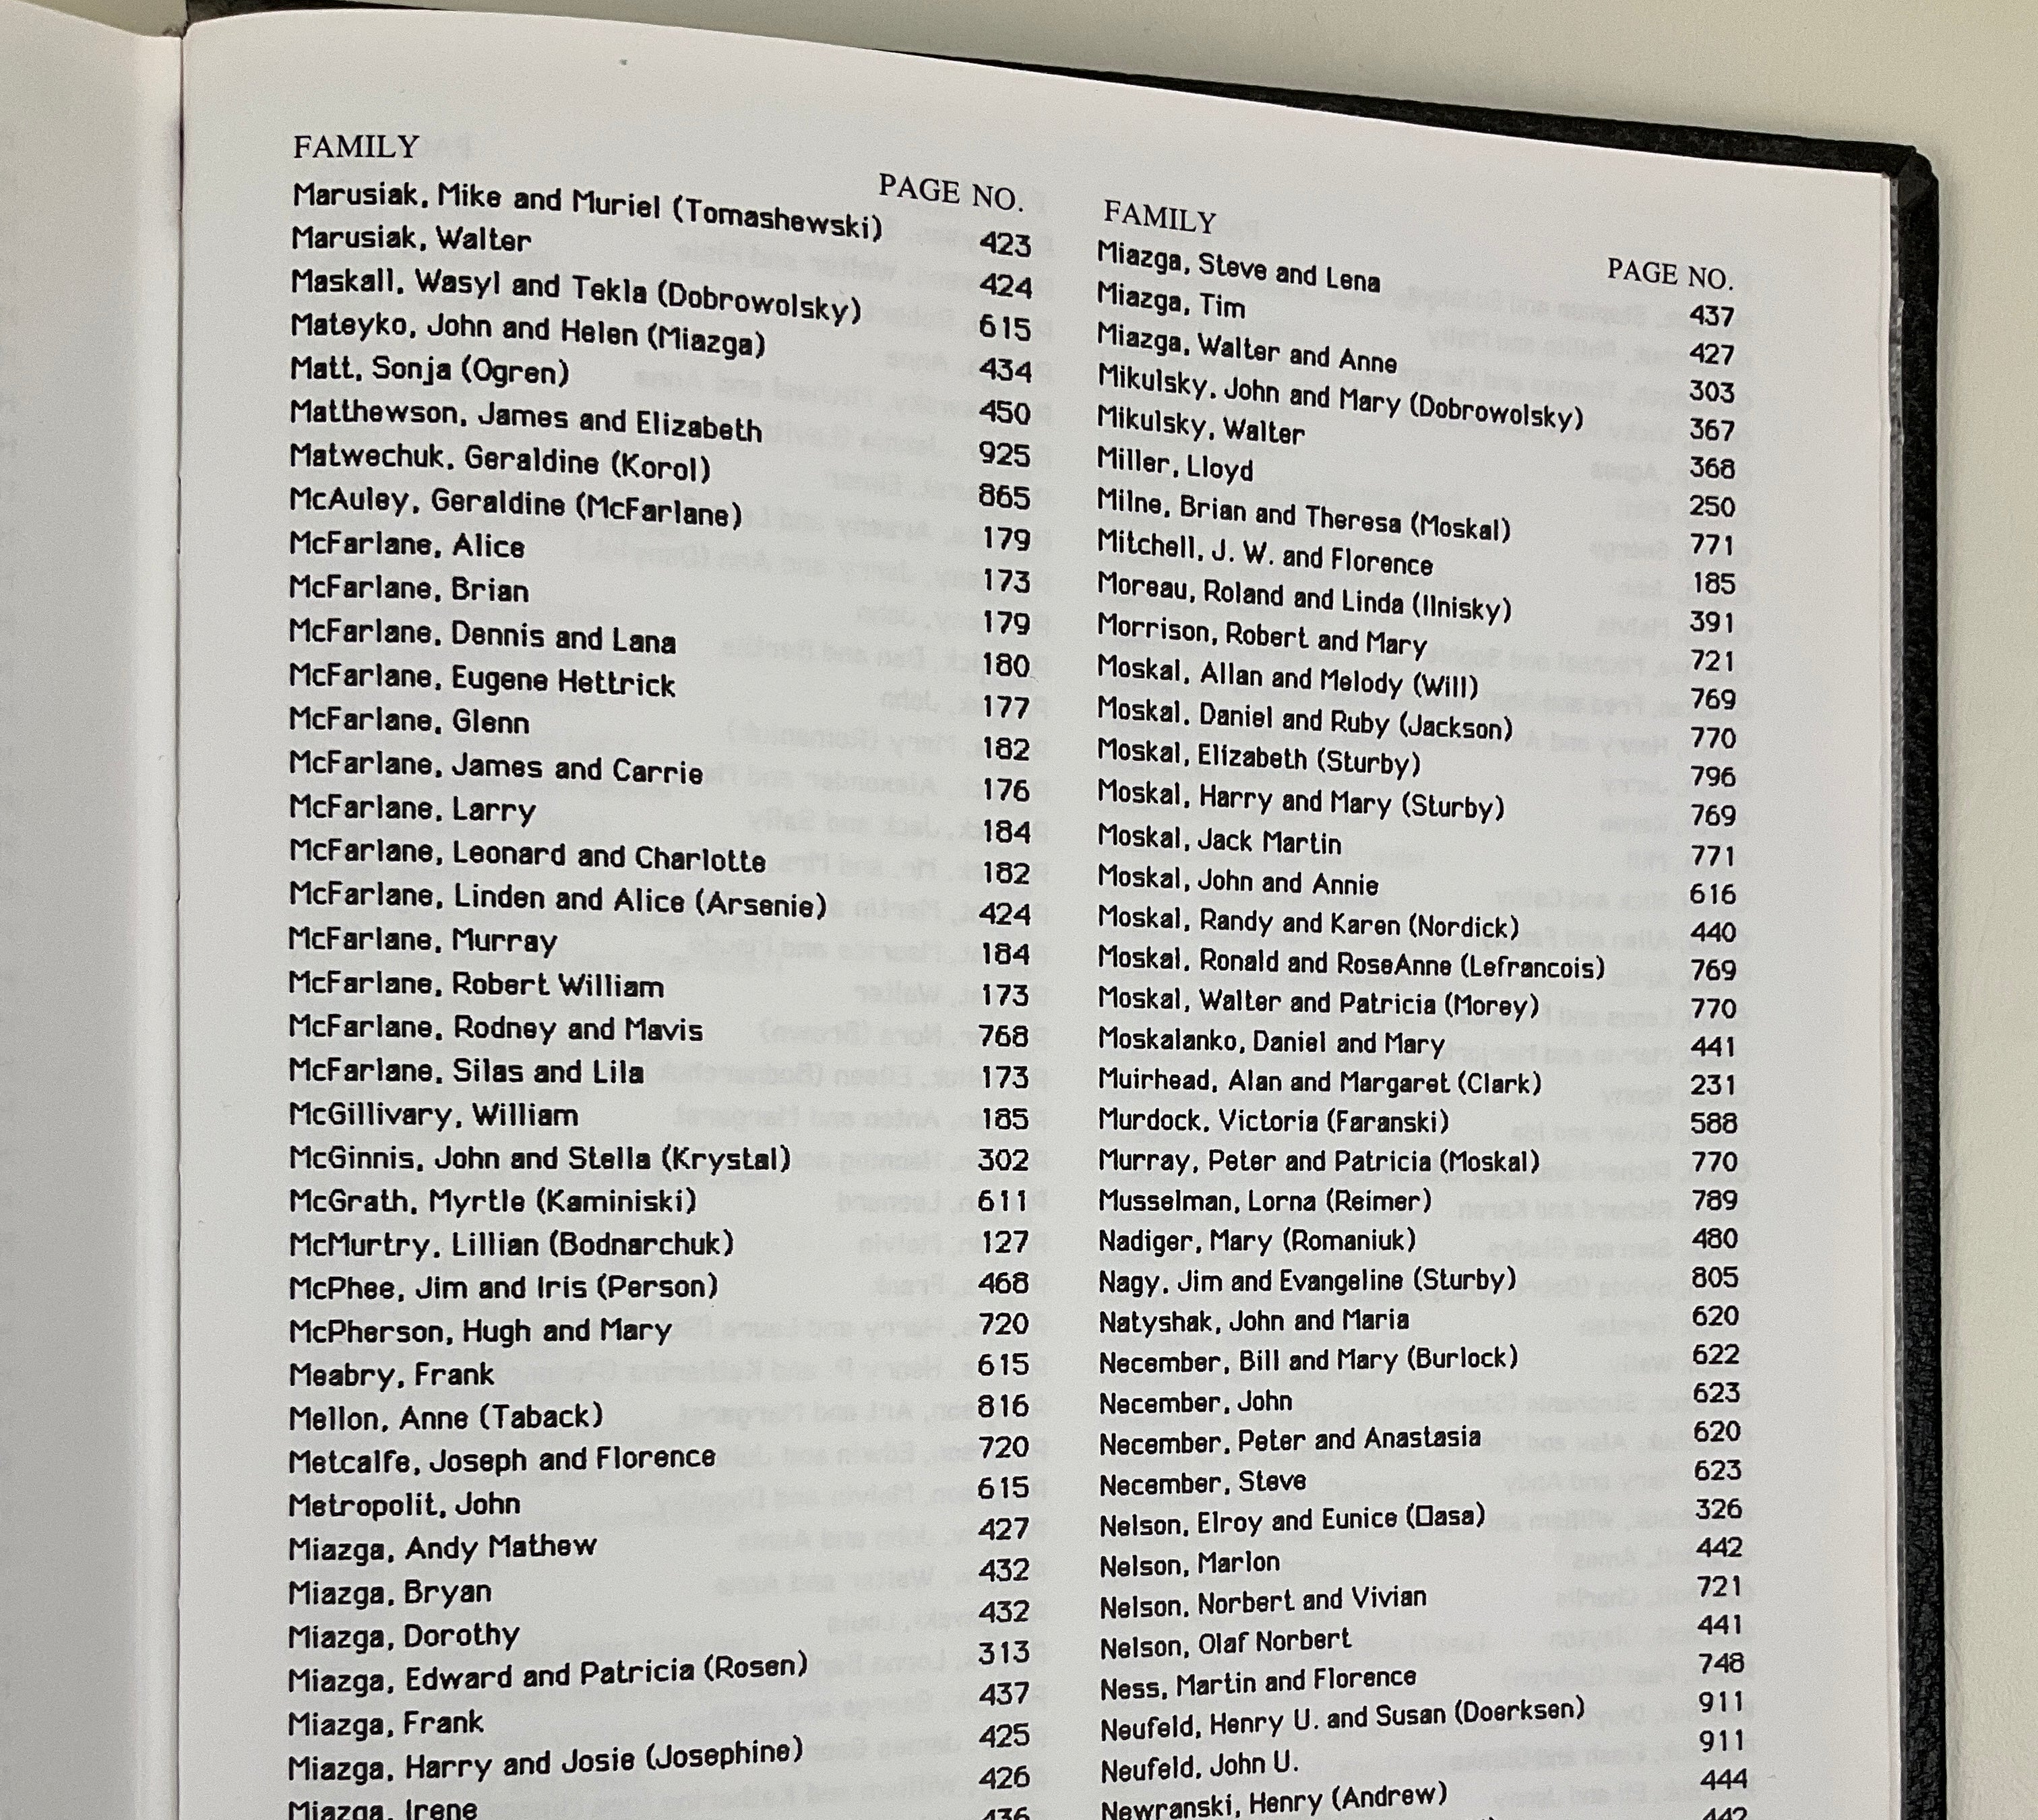 FAMILY PAGE NO.
Marusiak, Mike and Muriel (Tomashewski) 423
Marusiak, Walter 424
Maskall, Wasyl and Tekla (Dobrowolsky) 615
Mateyko, John and Helen (Miazga) 434
Matt, Sonja (Ogren) 450
Matthewson, James and Elizabeth 925
Matwechuk, Geraldine (Korol) 865
McAuley, Geraldine (McFarlane) 179
McFarlane, Alice 173
McFarlane, Brian 179
McFarlane, Dennis and Lana 180
McFarlane, Eugene Hettrick 177
McFarlane, Glenn 182
McFarlane, James and Carrie 176
McFarlane, Larry 184
McFarlane, Leonard and Charlotte 182
McFarlane, Linden and Alice (Arsenie) 424
McFarlane, Murray 184
McFarlane, Robert William 173
McFarlane, Rodney and Mavis 768
McFarlane, Silas and Lila 173
McGillivary, William 185
McGinnis, John and Stella (Krystal) 302
McGrath, Myrtle (Kaminiski) 611
McMurtry, Lillian (Bodnarchuk) 127
McPhee, Jim and Iris (Person) 468
McPherson, Hugh and Mary 720
Meabry, Frank 615
Mellon, Anne (Taback) 816
Metcalfe, Joseph and Florence 720
Metropolit, John 615
Miazga, Andy Mathew 427
Miazga, Bryan 432
Miazga, Dorothy 432
Miazga, Edward and Patricia (Rosen) 313
Miazga, Frank 437
Miazga, Harry and Josie (Josephine) 425
Miazga, Irene 426
436
FAMILY PAGE NO.
Miazga, Steve and Lena 437
Miazga, Tim 427
Miazga, Walter and Anne 303
Mikulsky, John and Mary (Dobrowolsky) 367
Mikulsky, Walter 368
Miller, Lloyd 250
Milne, Brian and Theresa (Moskal) 771
Mitchell, J. W. and Florence 185
Moreau, Roland and Linda (Ilnisky) 391
Morrison, Robert and Mary 721
Moskal, Allan and Melody (Will) 769
Moskal, Daniel and Ruby (Jackson) 770
Moskal, Elizabeth (Sturby) 796
Moskal, Harry and Mary (Sturby) 769
Moskal, Jack Martin 771
Moskal, John and Annie 616
Moskal, Randy and Karen (Nordick) 440
Moskal, Ronald and RoseAnne (Lefrancois) 769
Moskal, Walter and Patricia (Morey) 770
Moskalanko, Daniel and Mary 441
Muirhead, Alan and Margaret (Clark) 231
Murdock, Victoria (Faranski) 588
Murray, Peter and Patricia (Moskal) 770
Musselman, Lorna (Reimer) 789
Nadiger, Mary (Romaniuk) 480
Nagy, Jim and Evangeline (Sturby) 805
Natyshak, John and Maria 620
Necember, Bill and Mary (Burlock) 622
Necember, John 623
Necember, Peter and Anastasia 620
Necember, Steve 623
Nelson, Elroy and Eunice (Oasa) 326
Nelson, Marlon 442
Nelson, Norbert and Vivian 721
Nelson, Olaf Norbert 441
Ness, Martin and Florence 748
Neufeld, Henry U. and Susan (Doerksen) 911
Neufeld, John U. 911
Newranski, Henry (Andrew) 444
442